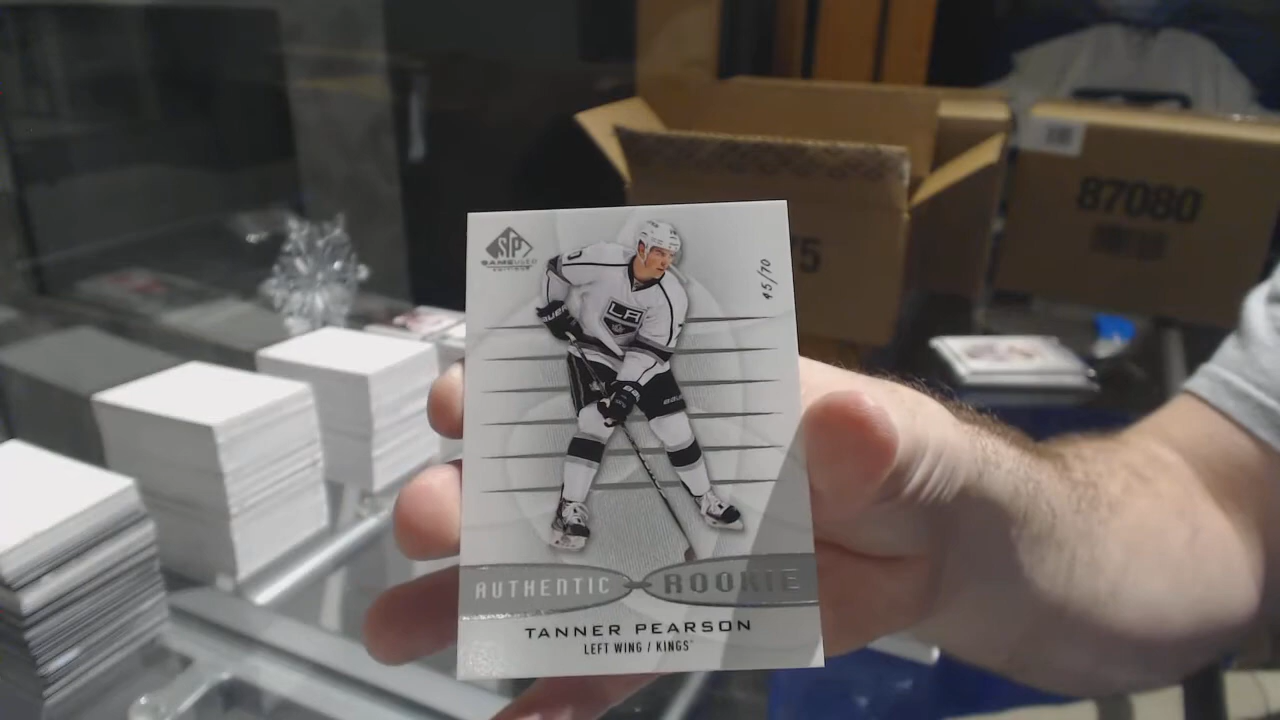 SP
GAME USED
EDITION
45/70
LA
AUTHENTIC ROOKIE
TANNER PEARSON
LEFT WING / KINGS
87080
5